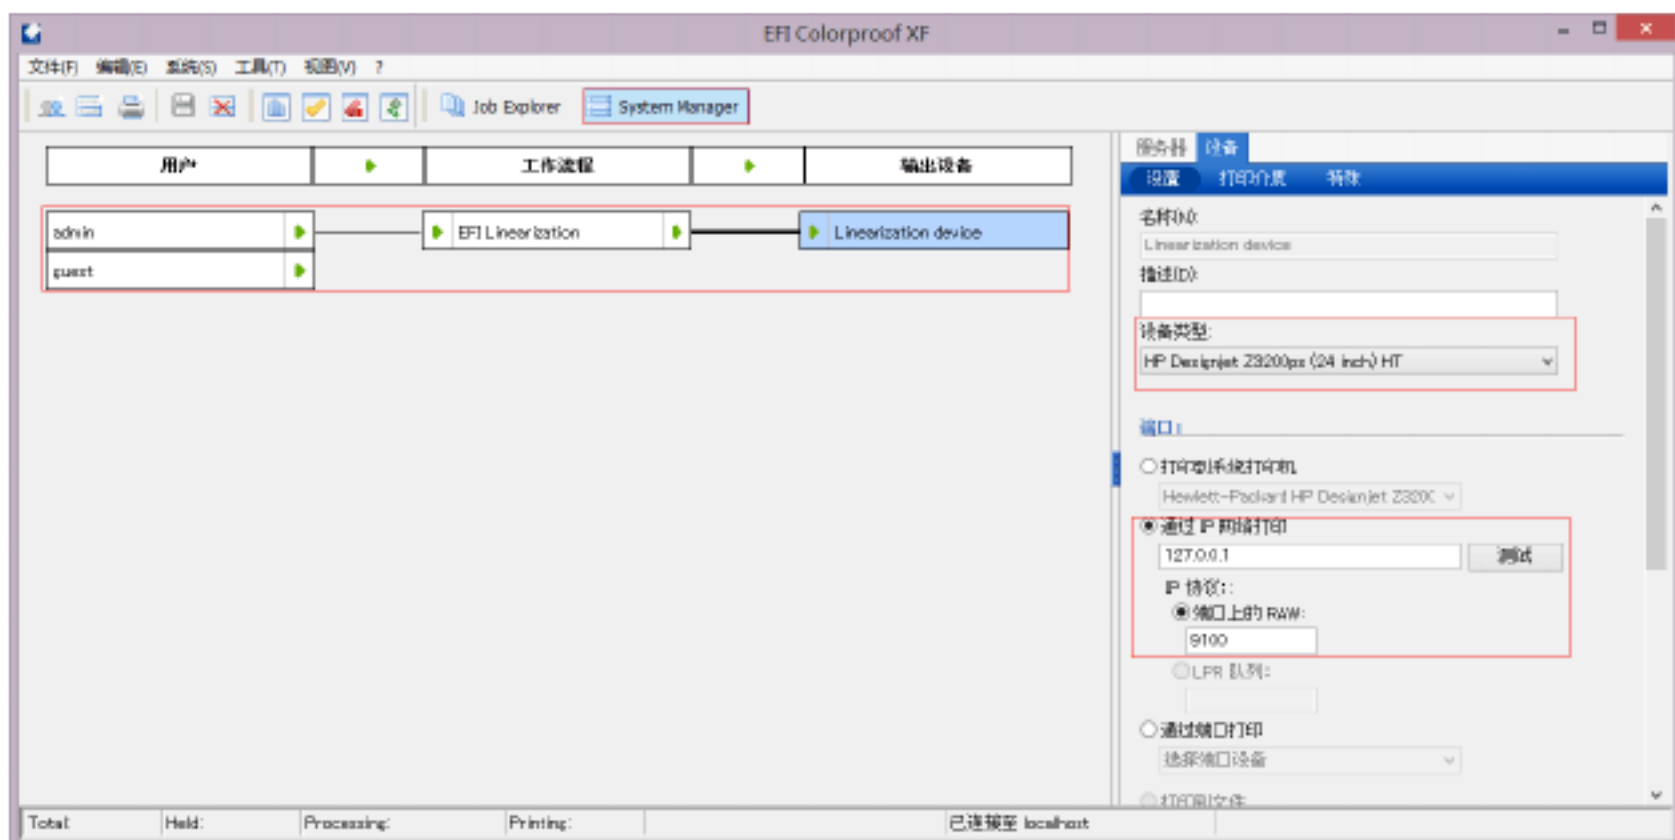 EFI Colorproof XF
文件(F) 编辑(E) 系统(S) 工具(T) 视图(V) ?
Job Explorer System Manager
用户 工作流程 输出设备
admin EFI Linearization Linearization device
guest
服务器 设备
设置 打印介质 特殊
名称(N):
Linearization device
描述(D):
设备类型:
HP Designjet Z3200ps (24 inch) HT
端口:
打印到系统打印机
Hewlett-Packard HP Designjet Z320C
通过 IP 网络打印
127.0.0.1 测试
IP 协议::
端口上的 RAW:
9100
LPR 队列:
通过端口打印
选择端口设备
打印到文件
Total: Held: Processing: Printing: 已连接至 localhost